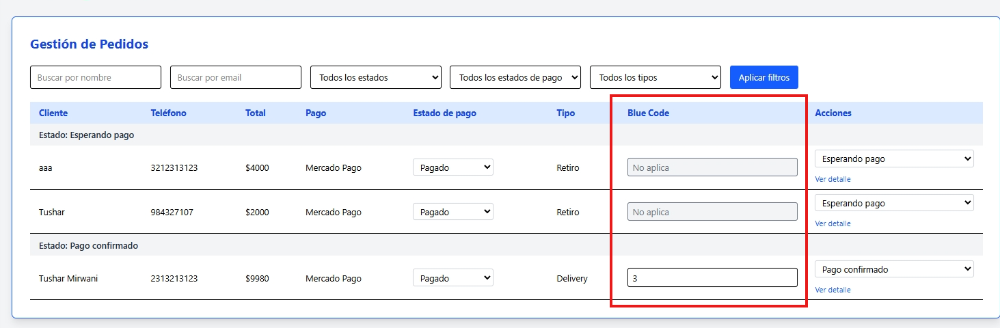 Gestión de Pedidos
Buscar por nombre Buscar por email Todos los estados Todos los estados de pago Todos los tipos Aplicar filtros
Cliente Teléfono Total Pago Estado de pago Tipo Blue Code Acciones
Estado: Esperando pago
aaa 3212313123 $4000 Mercado Pago Pagado Retiro No aplica Esperando pago
Ver detalle
Tushar 984327107 $2000 Mercado Pago Pagado Retiro No aplica Esperando pago
Ver detalle
Estado: Pago confirmado
Tushar Mirwani 2313213123 $9980 Mercado Pago Pagado Delivery 3 Pago confirmado
Ver detalle